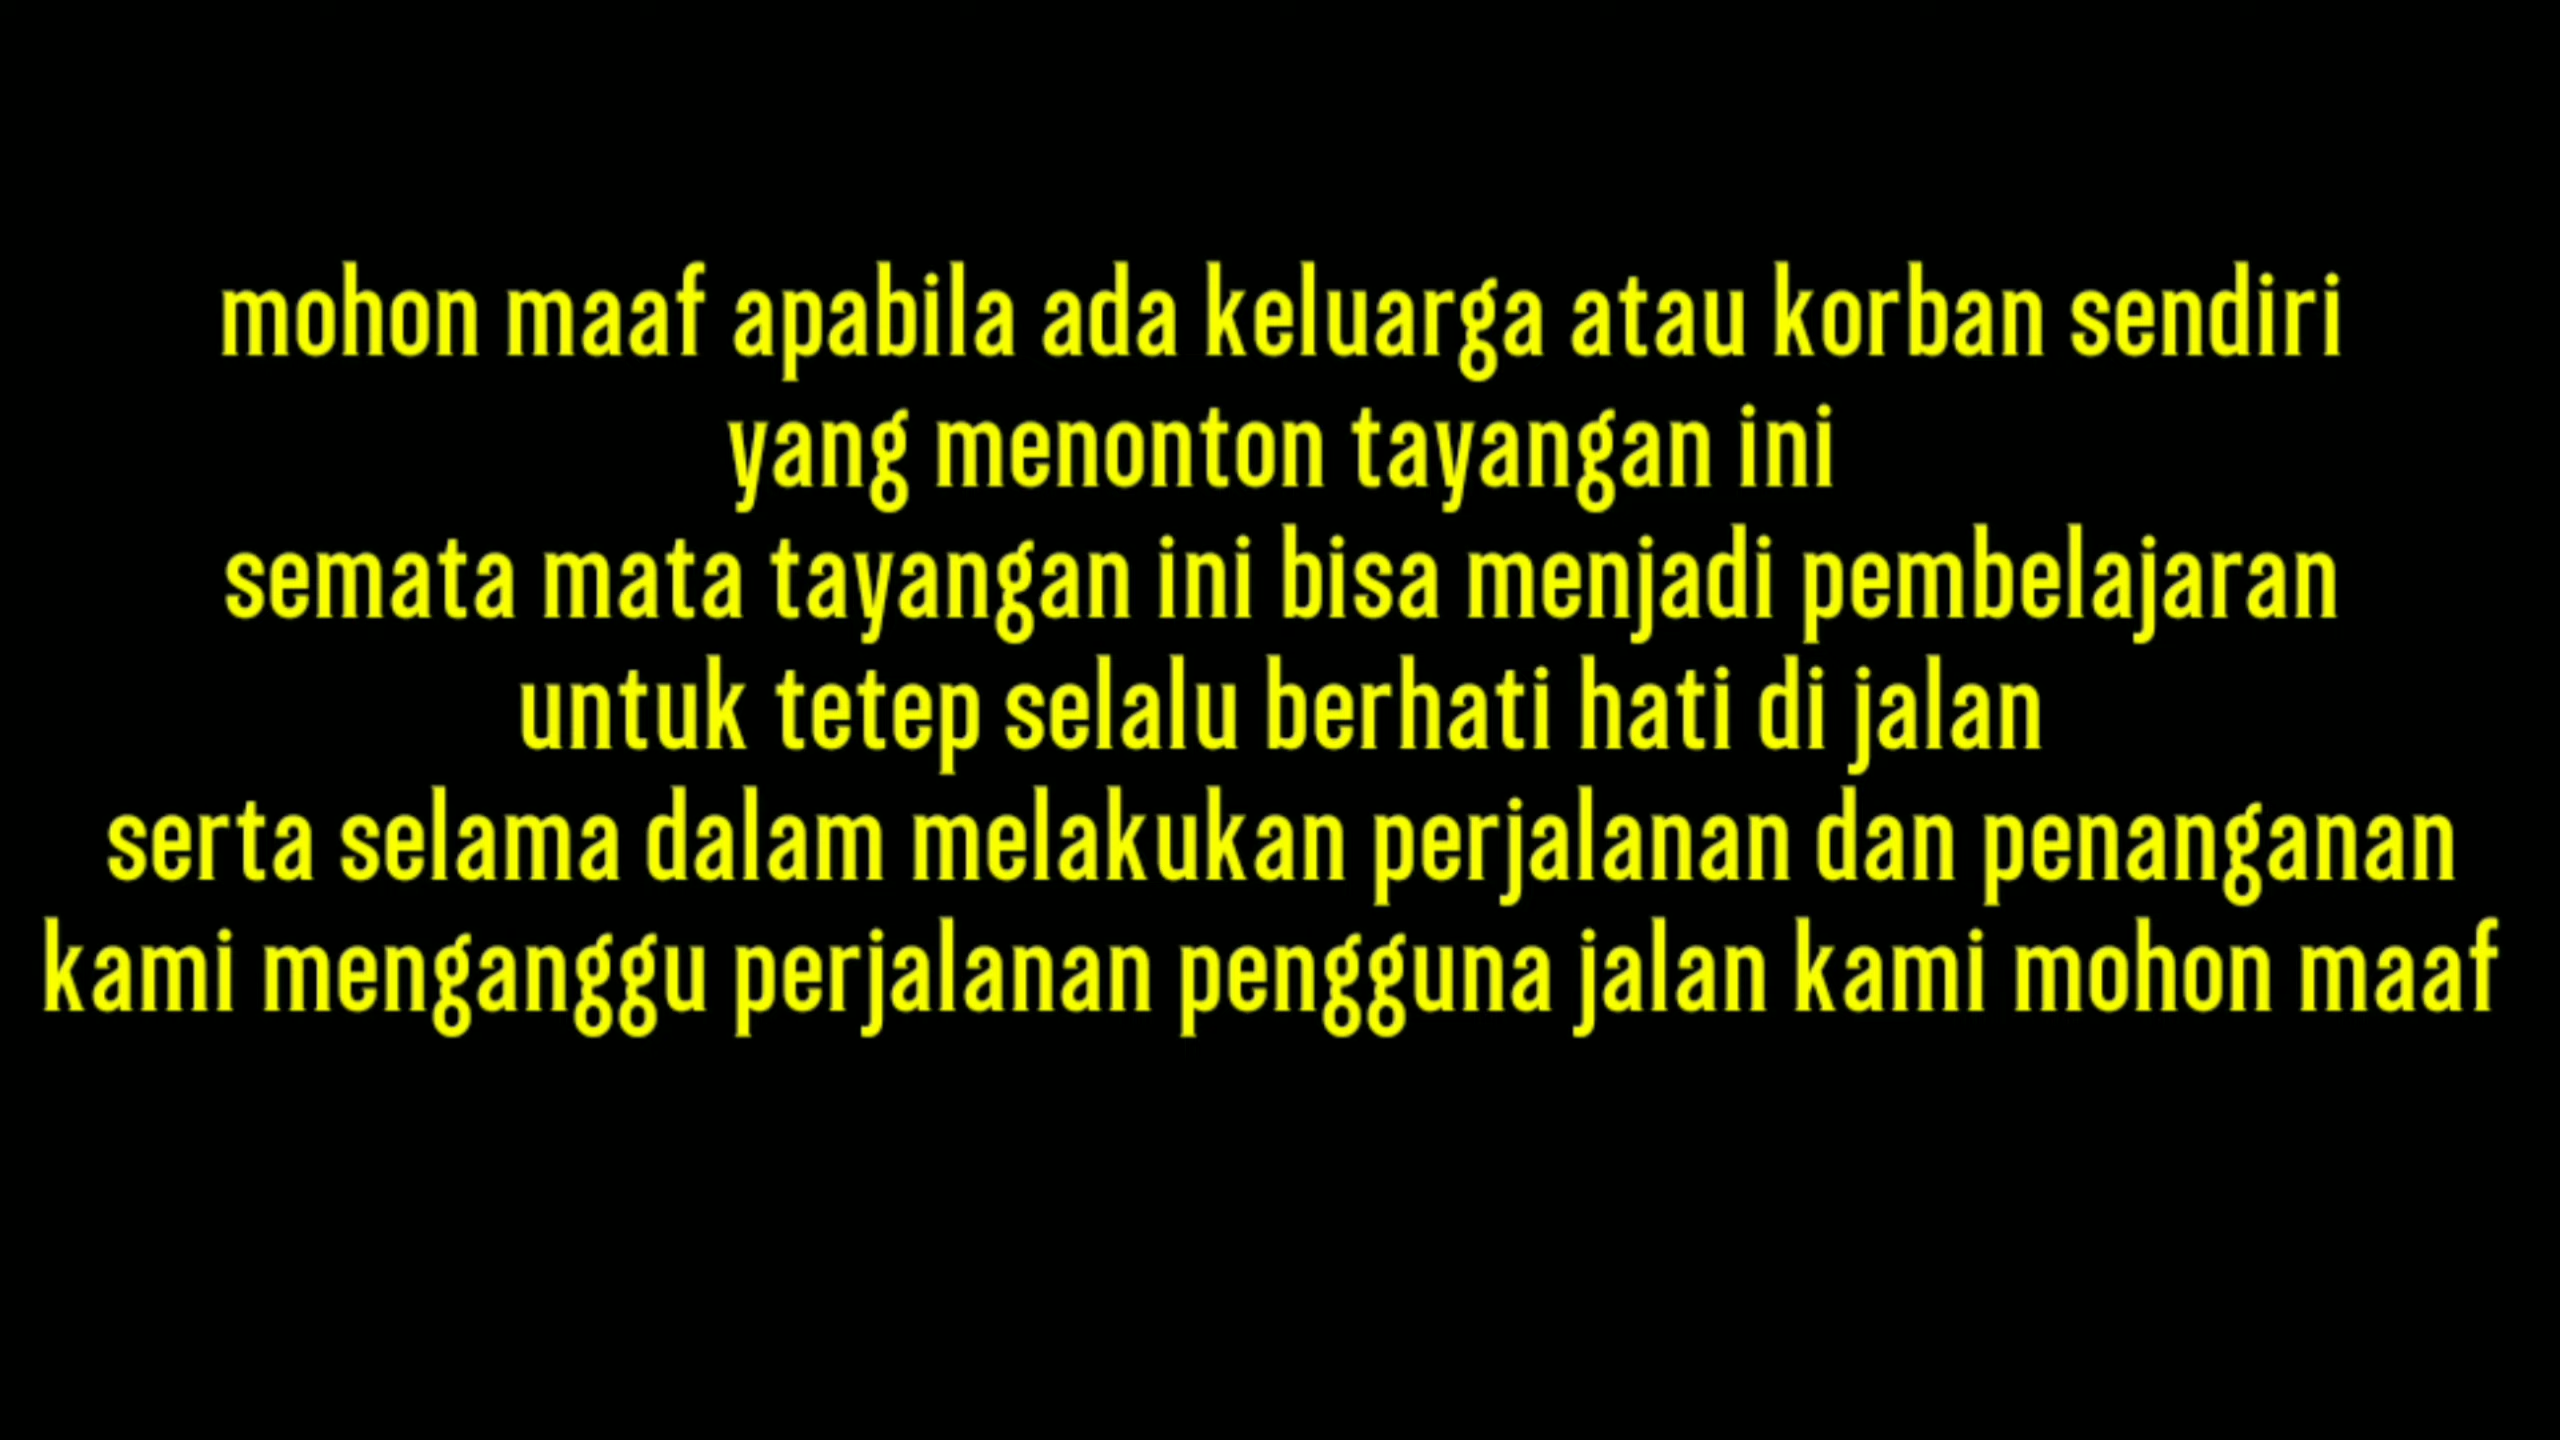 mohon maaf apabila ada keluarga atau korban sendiri
yang menonton tayangan ini
semata mata tayangan ini bisa menjadi pembelajaran
untuk tetep selalu berhati hati di jalan
serta selama dalam melakukan perjalanan dan penanganan
kami menganggu perjalanan pengguna jalan kami mohon maaf